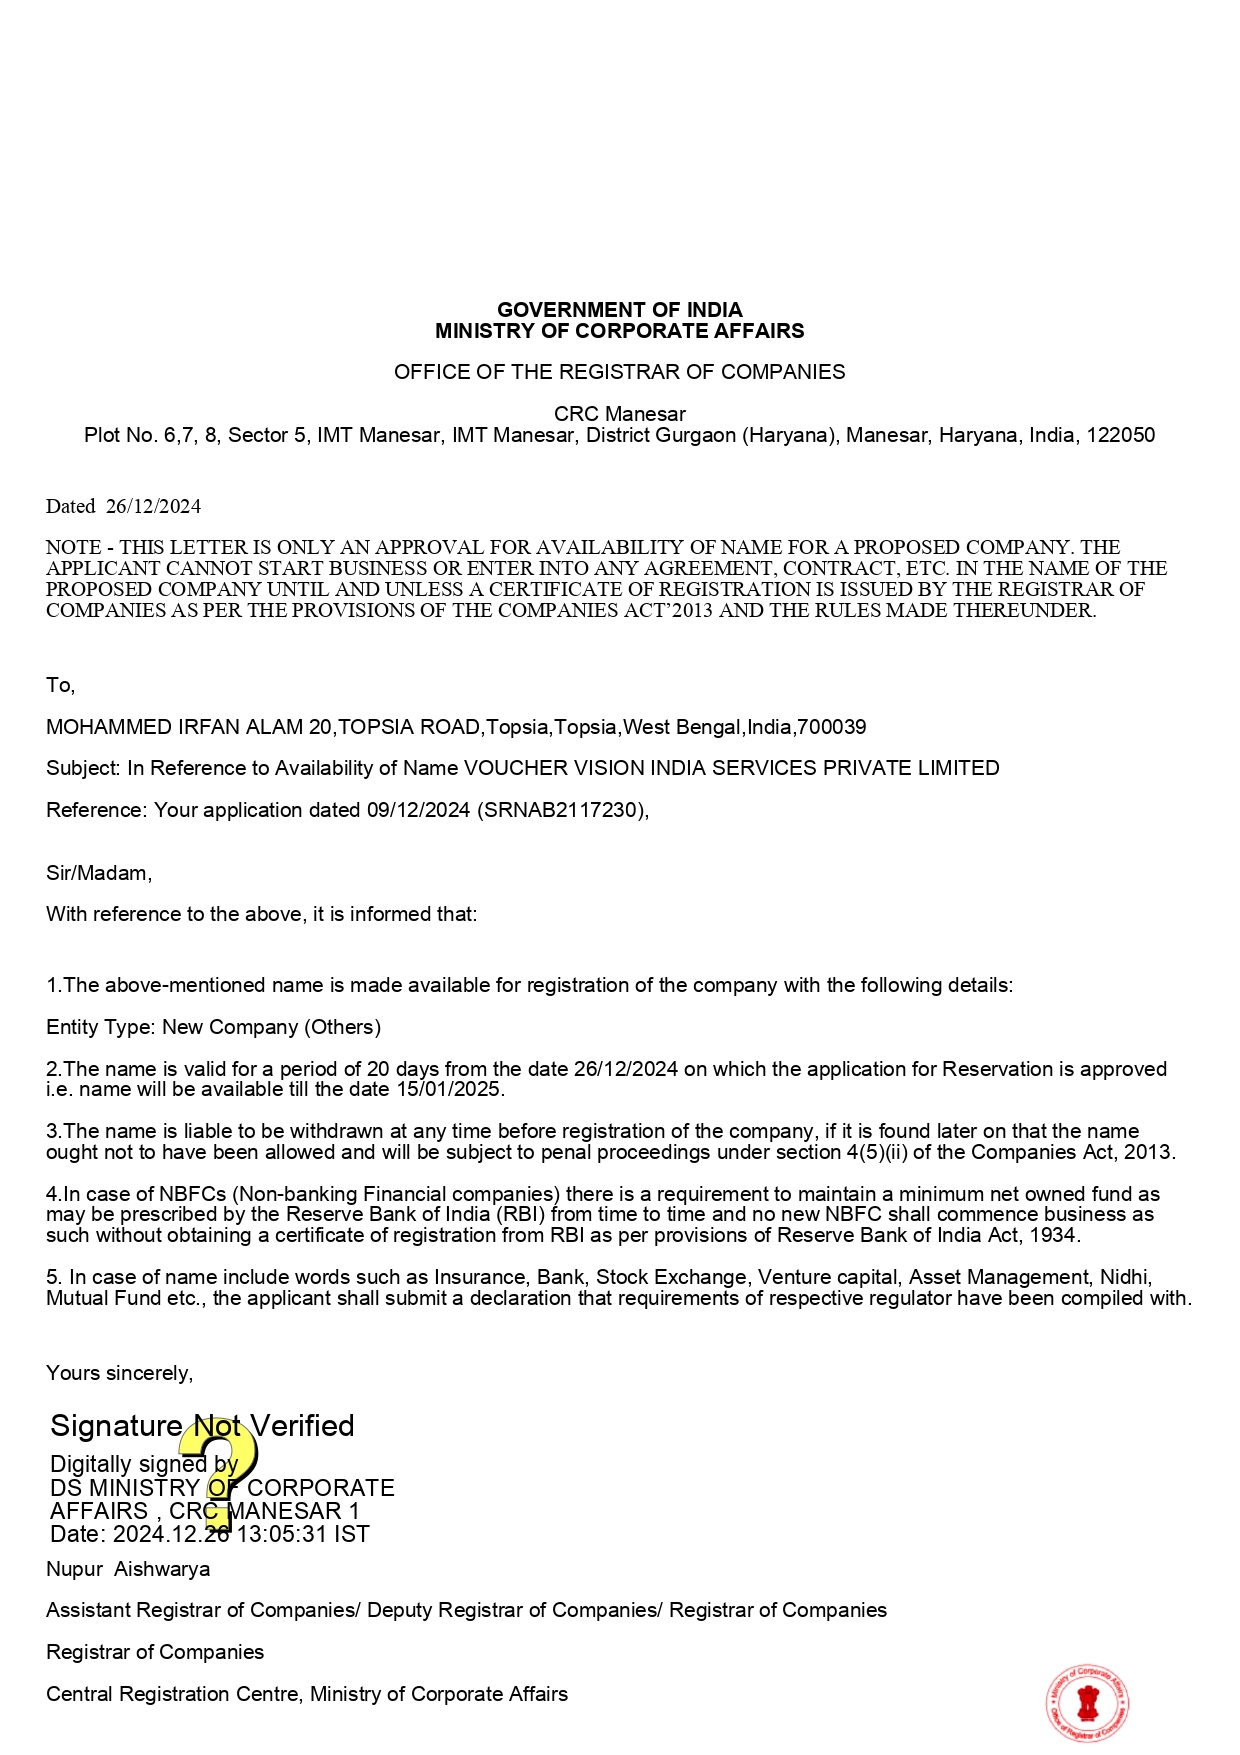 GOVERNMENT OF INDIA
MINISTRY OF CORPORATE AFFAIRS
OFFICE OF THE REGISTRAR OF COMPANIES
CRC Manesar
Plot No. 6,7, 8, Sector 5, IMT Manesar, IMT Manesar, District Gurgaon (Haryana), Manesar, Haryana, India, 122050
Dated 26/12/2024
NOTE - THIS LETTER IS ONLY AN APPROVAL FOR AVAILABILITY OF NAME FOR A PROPOSED COMPANY. THE
APPLICANT CANNOT START BUSINESS OR ENTER INTO ANY AGREEMENT, CONTRACT, ETC. IN THE NAME OF THE
PROPOSED COMPANY UNTIL AND UNLESS A CERTIFICATE OF REGISTRATION IS ISSUED BY THE REGISTRAR OF
COMPANIES AS PER THE PROVISIONS OF THE COMPANIES ACT’2013 AND THE RULES MADE THEREUNDER.
To,
MOHAMMED IRFAN ALAM 20,TOPSIA ROAD,Topsia,Topsia,West Bengal,India,700039
Subject: In Reference to Availability of Name VOUCHER VISION INDIA SERVICES PRIVATE LIMITED
Reference: Your application dated 09/12/2024 (SRNAB2117230),
Sir/Madam,
With reference to the above, it is informed that:
1.The above-mentioned name is made available for registration of the company with the following details:
Entity Type: New Company (Others)
2.The name is valid for a period of 20 days from the date 26/12/2024 on which the application for Reservation is approved
i.e. name will be available till the date 15/01/2025.
3.The name is liable to be withdrawn at any time before registration of the company, if it is found later on that the name
ought not to have been allowed and will be subject to penal proceedings under section 4(5)(ii) of the Companies Act, 2013.
4.In case of NBFCs (Non-banking Financial companies) there is a requirement to maintain a minimum net owned fund as
may be prescribed by the Reserve Bank of India (RBI) from time to time and no new NBFC shall commence business as
such without obtaining a certificate of registration from RBI as per provisions of Reserve Bank of India Act, 1934.
5. In case of name include words such as Insurance, Bank, Stock Exchange, Venture capital, Asset Management, Nidhi,
Mutual Fund etc., the applicant shall submit a declaration that requirements of respective regulator have been compiled with.
Yours sincerely,
Signature Not Verified
Digitally signed by
DS MINISTRY OF CORPORATE
AFFAIRS , CRC MANESAR 1
Date: 2024.12.26 13:05:31 IST
Nupur Aishwarya
Assistant Registrar of Companies/ Deputy Registrar of Companies/ Registrar of Companies
Registrar of Companies
Central Registration Centre, Ministry of Corporate Affairs
Ministry of Corporate Affairs
Office of Registrar of Companies